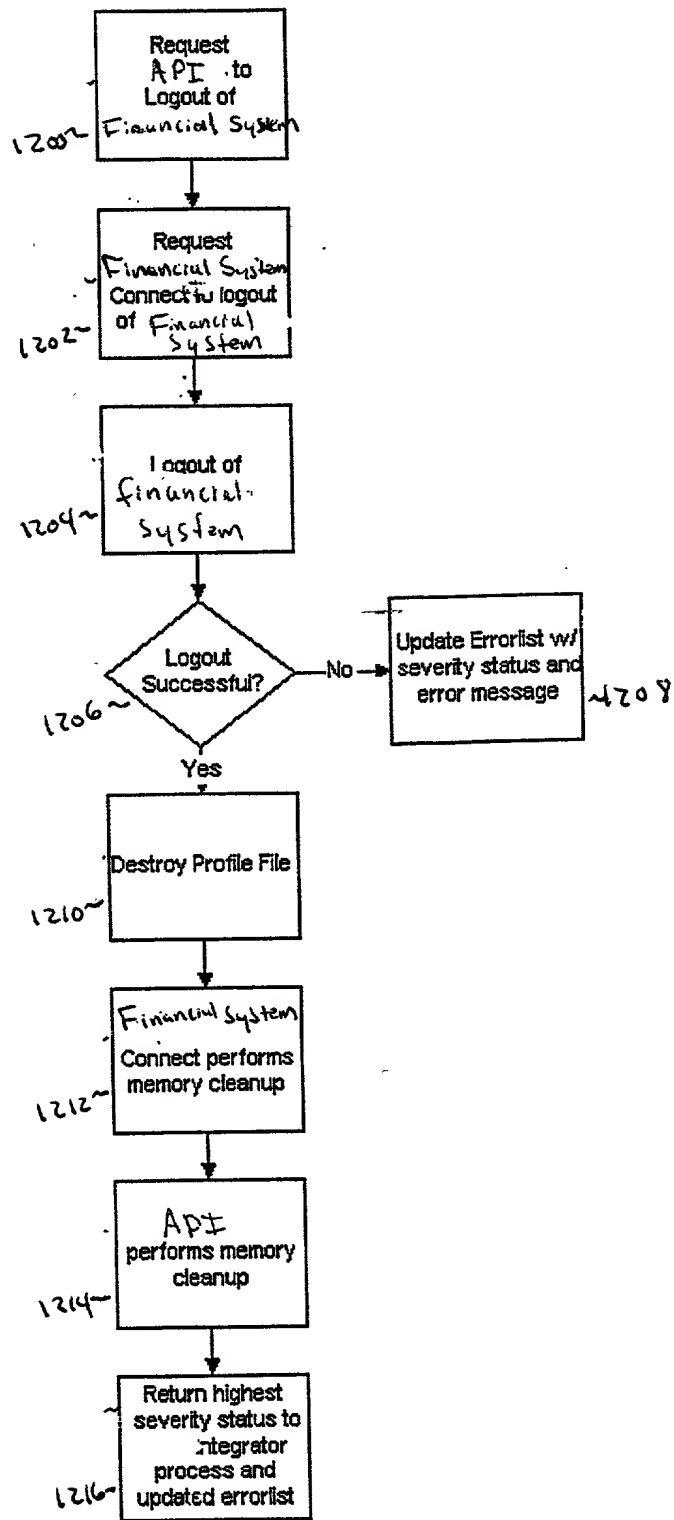 Request
API to
Logout of
Financial System
1200~
Request
Financial System
Connect to logout
of Financial
System
1202~
Logout of
financial
system
1204~
Logout
Successful?
1206~
No
Update Errorlist w/
severity status and
error message
~1208
Yes
Destroy Profile File
1210~
Financial System
Connect performs
memory cleanup
1212~
API
performs memory
cleanup
1214~
Return highest
severity status to
integrator
process and
updated errorlist
1216~